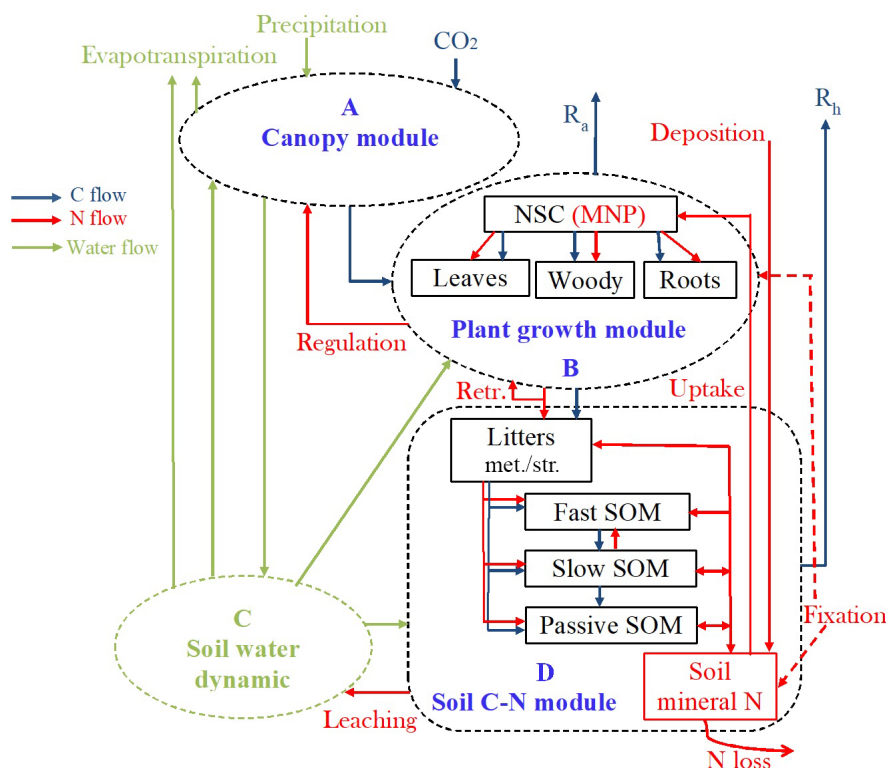 Precipitation
CO2
Evapotranspiration
A
Canopy module
Ra
Rh
Deposition
C flow
N flow
Water flow
NSC (MNP)
Leaves
Woody
Roots
Plant growth module
B
Regulation
Retr.
Uptake
Litters
met./str.
Fast SOM
Slow SOM
Passive SOM
Fixation
C
Soil water
dynamic
D
Soil C-N module
Soil
mineral N
Leaching
N loss